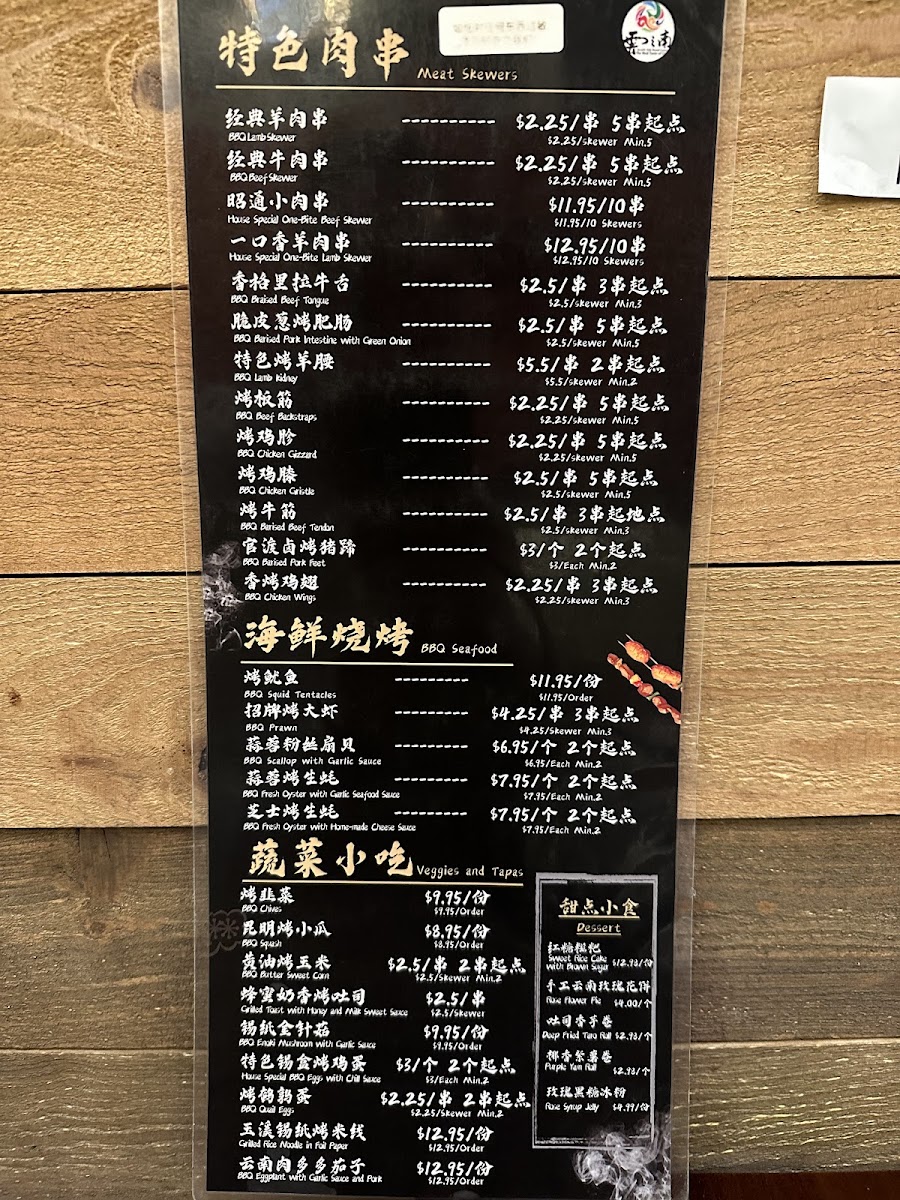 特色肉串 Meat Skewers
雲之南
经典羊肉串 ---------- $2.25/串 5串起点
BBQ Lamb Skewer $2.25/skewer Min.5
经典牛肉串 ---------- $2.25/串 5串起点
BBQ Beef Skewer $2.25/skewer Min.5
昭通小肉串 ---------- $11.95/10串
House Special One-Bite Beef Skewer $11.95/10 Skewers
一口香羊肉串 ---------- $12.95/10串
House Special One-Bite Lamb Skewer $12.95/10 Skewers
香格里拉牛舌 ---------- $2.5/串 3串起点
BBQ Braised Beef Tongue $2.5/skewer Min.3
脆皮葱烤肥肠 ---------- $2.5/串 5串起点
BBQ Barised Pork Intestine with Green Onion $2.5/skewer Min.5
特色烤羊腰 ---------- $5.5/串 2串起点
BBQ Lamb Kidney $5.5/skewer Min.2
烤板筋 ---------- $2.25/串 5串起点
BBQ Beef Backstraps $2.25/skewer Min.5
烤鸡胗 ---------- $2.25/串 5串起点
BBQ Chicken Gizzard $2.25/skewer Min.5
烤鸡膝 ---------- $2.5/串 5串起点
BBQ Chicken Gristle $2.5/skewer Min.5
烤牛筋 ---------- $2.5/串 3串起地点
BBQ Barised Beef Tendon $2.5/skewer Min.3
官渡卤烤猪蹄 ---------- $3/个 2个起点
BBQ Barised Pork Feet $3/Each Min.2
香烤鸡翅 ---------- $2.25/串 3串起点
BBQ Chicken Wings $2.25/skewer Min.3
海鲜烧烤 BBQ Seafood
烤鱿鱼 --------- $11.95/份
BBQ Squid Tentacles $11.95/Order
招牌烤大虾 --------- $4.25/串 3串起点
BBQ Prawn $4.25/Skewer Min.3
蒜蓉粉丝扇贝 --------- $6.95/个 2个起点
BBQ Scallop with Garlic Sauce $6.95/Each Min.2
蒜蓉烤生蚝 --------- $7.95/个 2个起点
BBQ Fresh Oyster with Garlic Seafood Sauce $7.95/Each Min.2
芝士烤生蚝 --------- $7.95/个 2个起点
BBQ Fresh Oyster with Home-made Cheese Sauce $7.95/Each Min.2
蔬菜小吃 Veggies and Tapas
烤韭菜 $9.95/份
BBQ Chives $9.95/Order
昆明烤小瓜 $8.95/份
BBQ Squash $8.95/Order
黄油烤玉米 $2.5/串 2串起点
BBQ Butter Sweet Corn $2.5/Skewer Min.2
蜂蜜奶香烤吐司 $2.5/串
Grilled Toast with Honey and Milk Sweet Sauce $2.5/Skewer
锡纸金针菇 $9.95/份
BBQ Enoki Mushroom with Garlic Sauce $9.95/Order
特色锡盒烤鸡蛋 $3/个 2个起点
House Special BBQ Eggs with Chill Sauce $3/Each Min.2
烤鹌鹑蛋 $2.25/串 2串起点
BBQ Quail Eggs $2.25/Skewer Min.2
玉溪锡纸烤米线 $12.95/份
Grilled Rice Noodle in Foil Paper $12.95/Order
云南肉多多茄子 $12.95/份
BBQ Eggplant with Garlic Sauce and Pork $12.95/Order
甜点小食
Dessert
红糖糍粑
Sweet Rice Cake
with Brown Sugar $12.98/份
手工云南玫瑰花饼
Rose Flower Pie $4.00/个
吐司香芋卷
Deep Fried Taro Roll $2.98/个
椰香紫薯卷
Purple Yam Roll $2.98/个
玫瑰黑糖冰粉
Rose Syrup Jelly $4.99/份